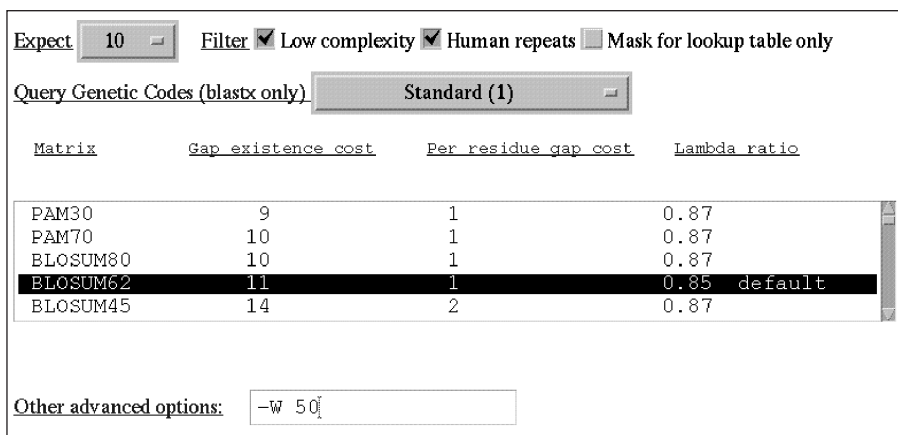 Expect 10 Filter Low complexity Human repeats Mask for lookup table only
Query Genetic Codes (blastx only) Standard (1)
Matrix Gap existence cost Per residue gap cost Lambda ratio
PAM30 9 1 0.87
PAM70 10 1 0.87
BLOSUM80 10 1 0.87
BLOSUM62 11 1 0.85 default
BLOSUM45 14 2 0.87
Other advanced options: -W 50